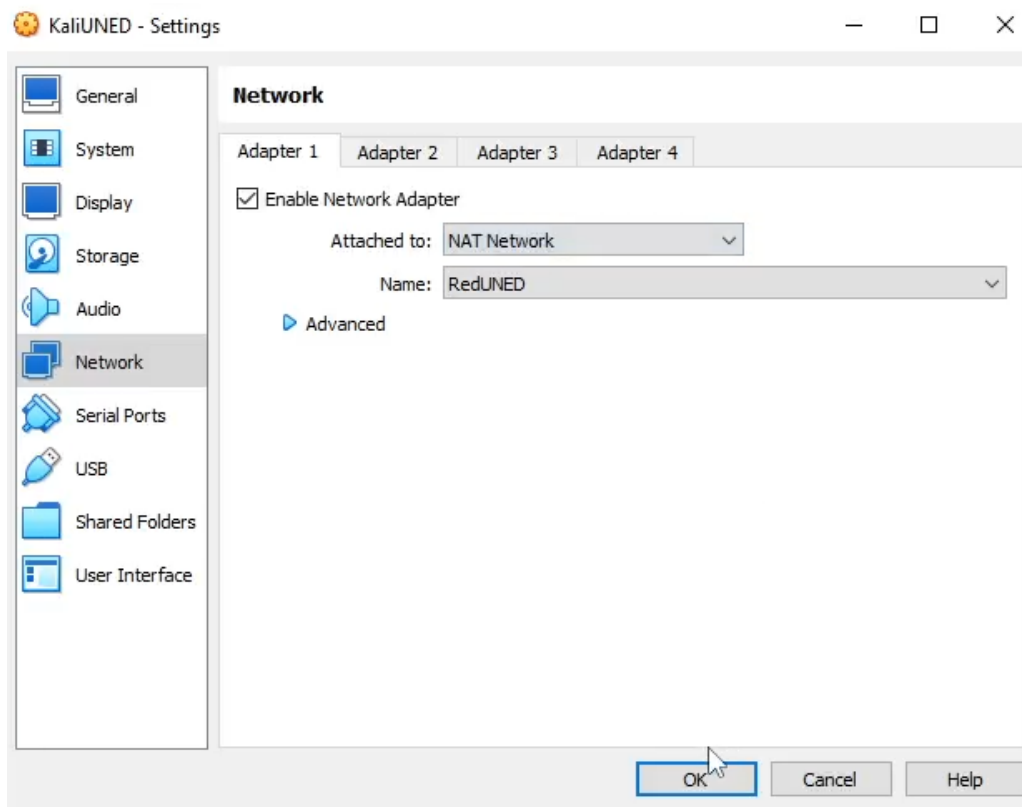 KaliUNED - Settings
General
System
Display
Storage
Audio
Network
Serial Ports
USB
Shared Folders
User Interface
Network
Adapter 1 Adapter 2 Adapter 3 Adapter 4
Enable Network Adapter
Attached to: NAT Network
Name: RedUNED
Advanced
OK Cancel Help